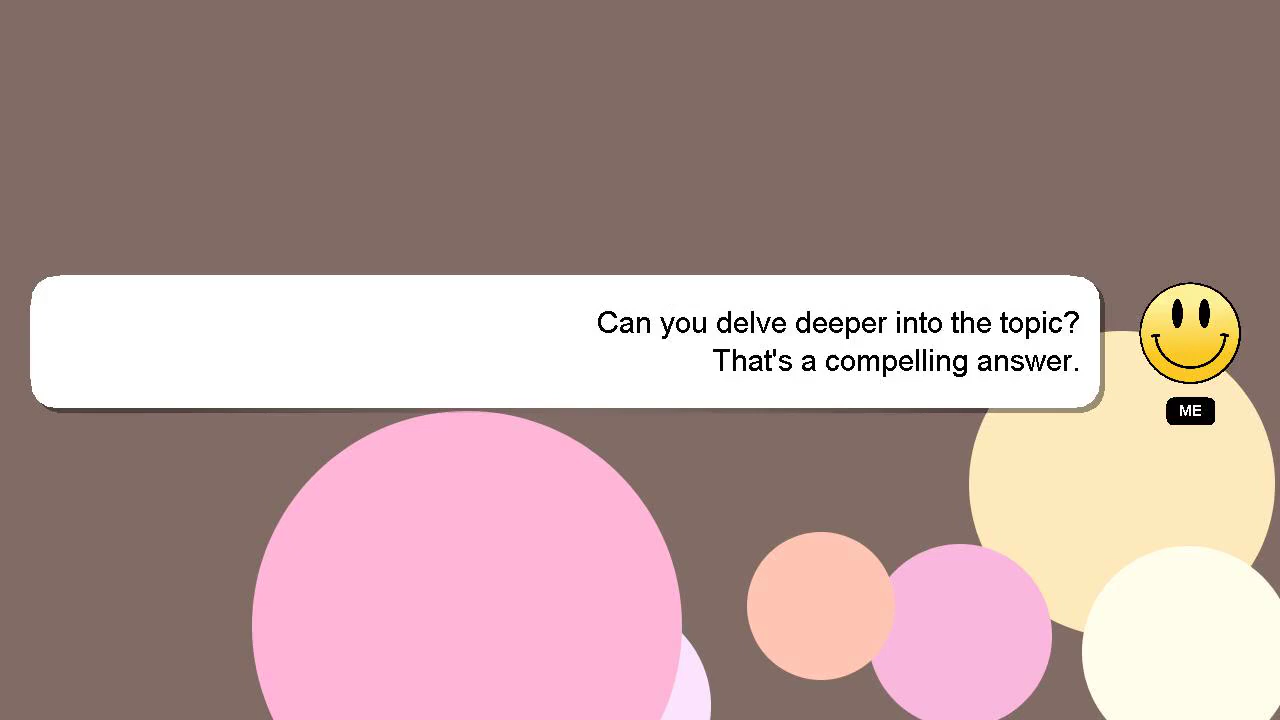 Can you delve deeper into the topic?
That's a compelling answer.
ME